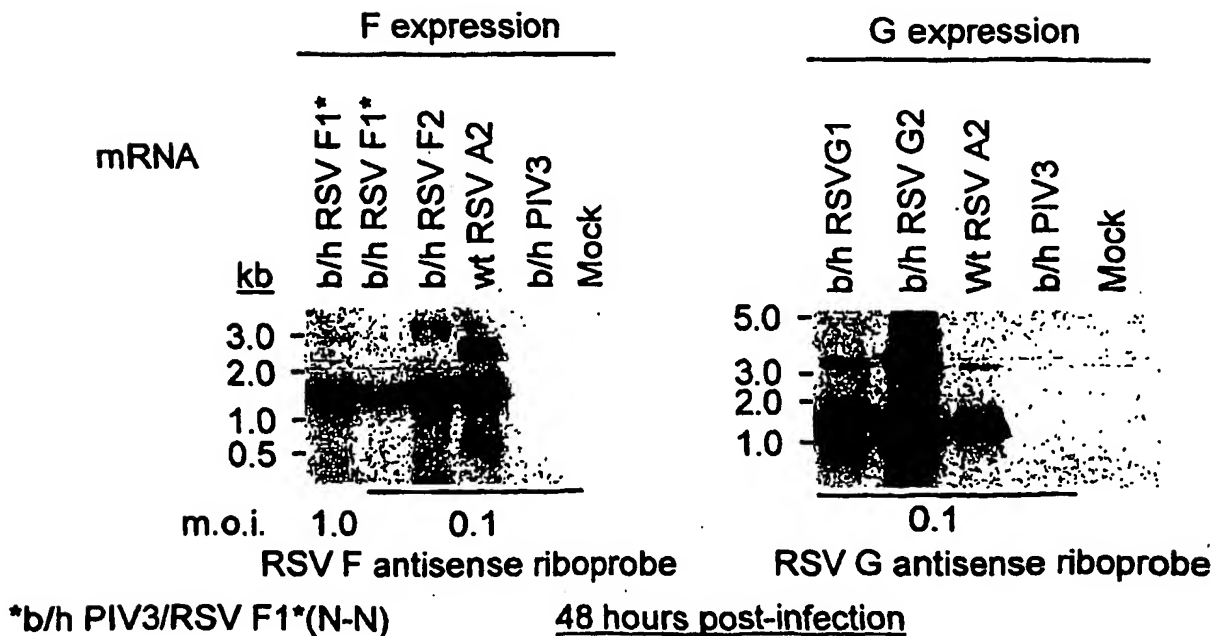 F expression
G expression
mRNA
b/h RSV F1*
b/h RSV F1*
b/h RSV F2
wt RSV A2
b/h PIV3
Mock
b/h RSVG1
b/h RSV G2
Wt RSV A2
b/h PIV3
Mock
kb
3.0
2.0
1.0
0.5
5.0
3.0
2.0
1.0
m.o.i. 1.0 0.1
0.1
RSV F antisense riboprobe
RSV G antisense riboprobe
*b/h PIV3/RSV F1*(N-N)
48 hours post-infection